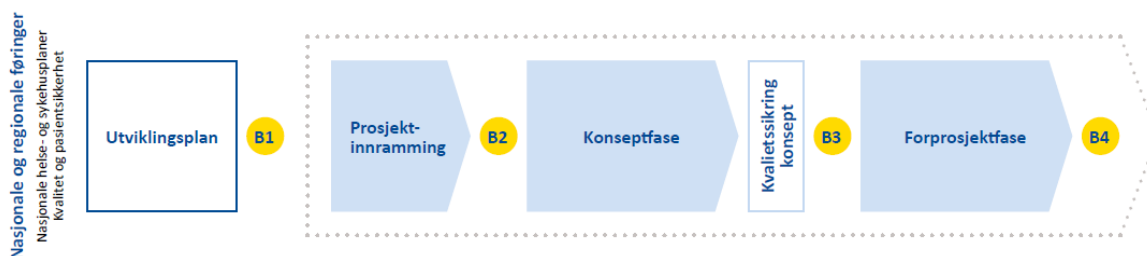 Nasjonale og regionale føringer
Nasjonale helse- og sykehusplaner
Kvalitet og pasientsikkerhet
Utviklingsplan
B1
Prosjekt-
innramming
B2
Konseptfase
Kvalietssikring
konsept
B3
Forprosjektfase
B4